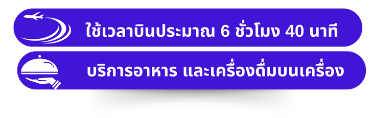 ใช้เวลาบินประมาณ 6 ชั่วโมง 40 นาที
บริการอาหาร และเครื่องดื่มบนเครื่อง